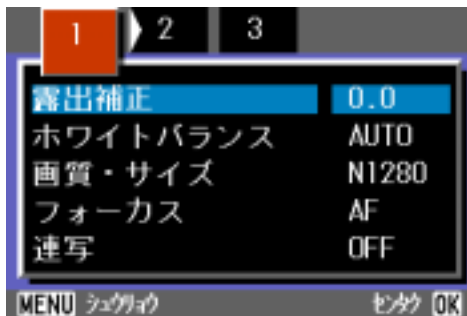 1 2 3
露出補正 0.0
ホワイトバランス AUTO
画質・サイズ N1280
フォーカス AF
連写 OFF
MENU シュウリョウ センタク OK